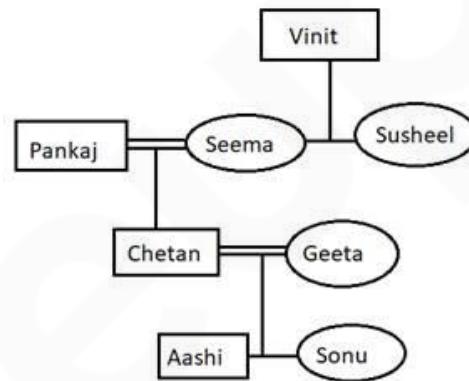 Vinit
Pankaj
Seema
Susheel
Chetan
Geeta
Aashi
Sonu